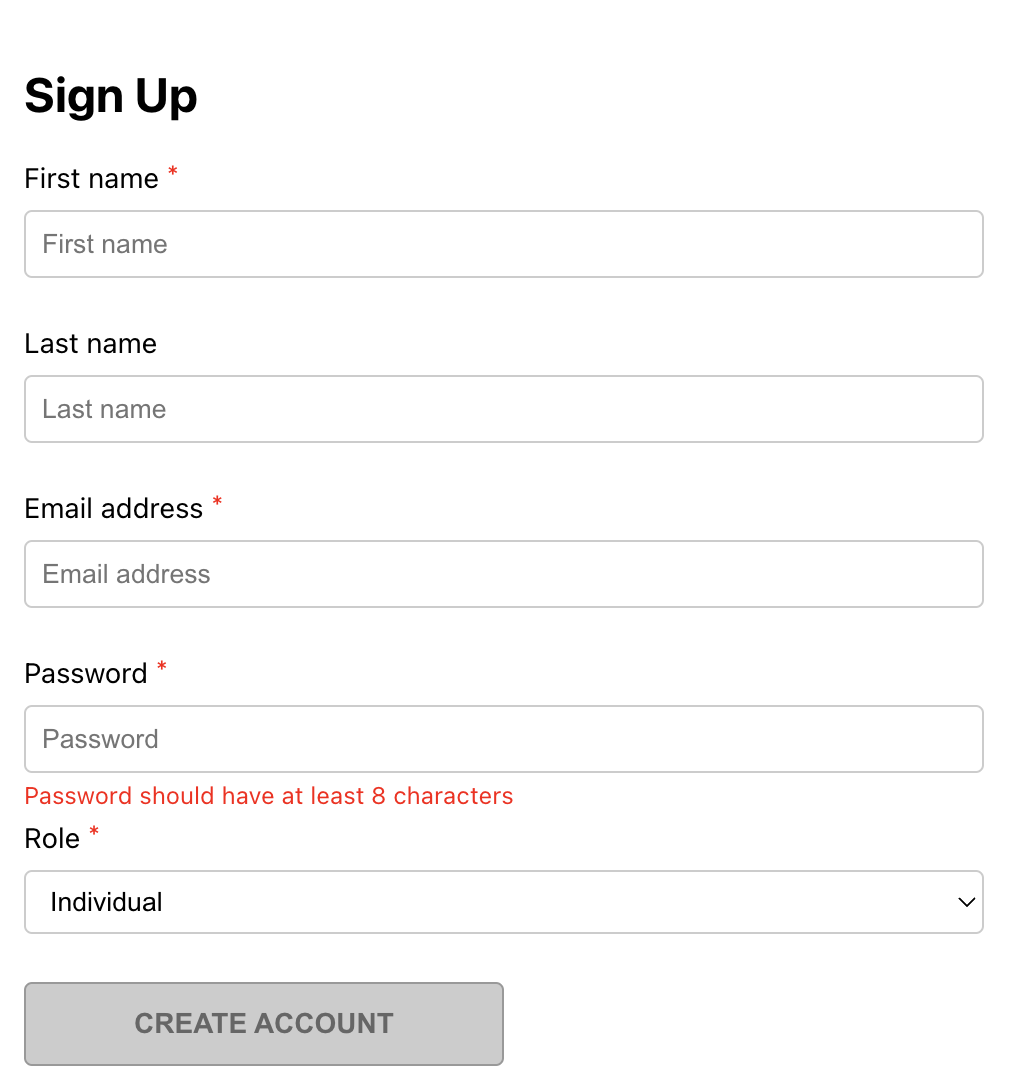 Sign Up
First name *
First name
Last name
Last name
Email address *
Email address
Password *
Password
Password should have at least 8 characters
Role *
Individual
CREATE ACCOUNT